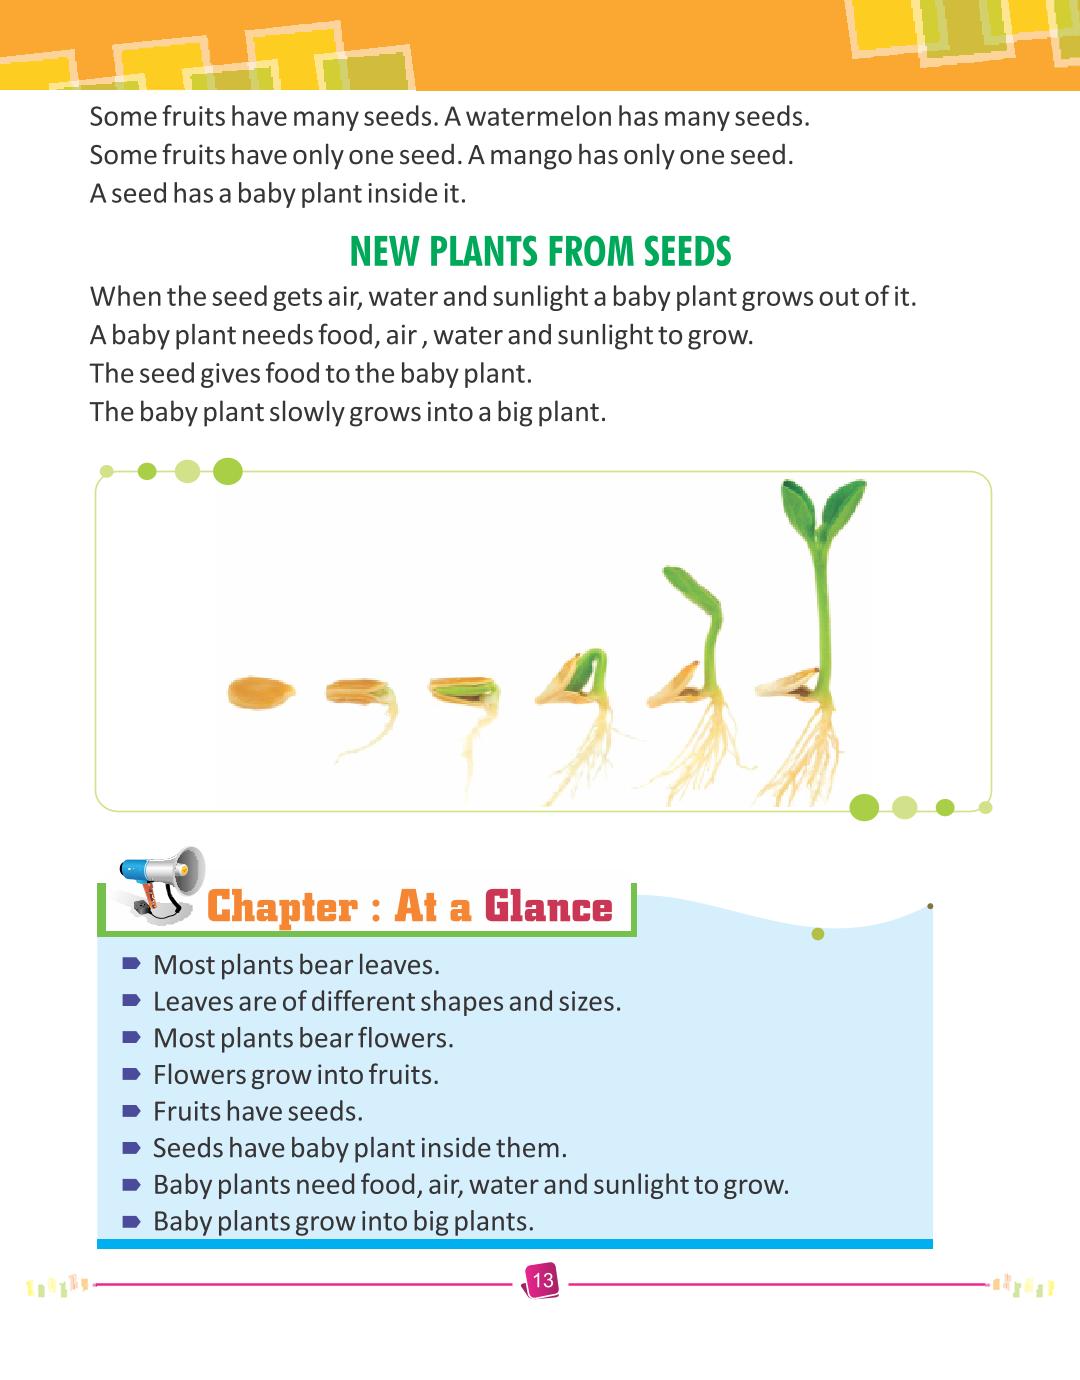 Some fruits have many seeds. A watermelon has many seeds.
Some fruits have only one seed. A mango has only one seed.
A seed has a baby plant inside it.
NEW PLANTS FROM SEEDS
When the seed gets air, water and sunlight a baby plant grows out of it.
A baby plant needs food, air , water and sunlight to grow.
The seed gives food to the baby plant.
The baby plant slowly grows into a big plant.
Chapter : At a Glance
Most plants bear leaves.
Leaves are of different shapes and sizes.
Most plants bear flowers.
Flowers grow into fruits.
Fruits have seeds.
Seeds have baby plant inside them.
Baby plants need food, air, water and sunlight to grow.
Baby plants grow into big plants.
13